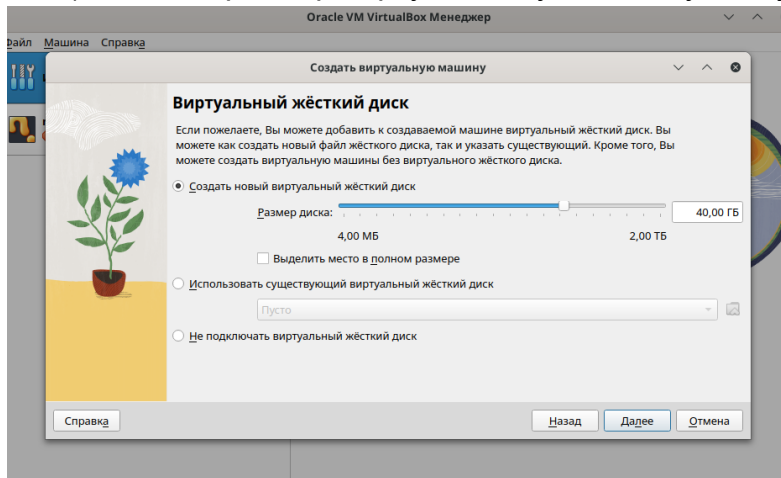 Oracle VM VirtualBox Менеджер
Файл Машина Справка
Создать виртуальную машину
Виртуальный жёсткий диск
Если пожелаете, Вы можете добавить к создаваемой машине виртуальный жёсткий диск. Вы
можете как создать новый файл жёсткого диска, так и указать существующий. Кроме того, Вы
можете создать виртуальную машины без виртуального жёсткого диска.
Создать новый виртуальный жёсткий диск
Размер диска:
40,00 ГБ
4,00 МБ
2,00 ТБ
Выделить место в полном размере
Использовать существующий виртуальный жёсткий диск
Пусто
Не подключать виртуальный жёсткий диск
Справка
Назад
Далее
Отмена